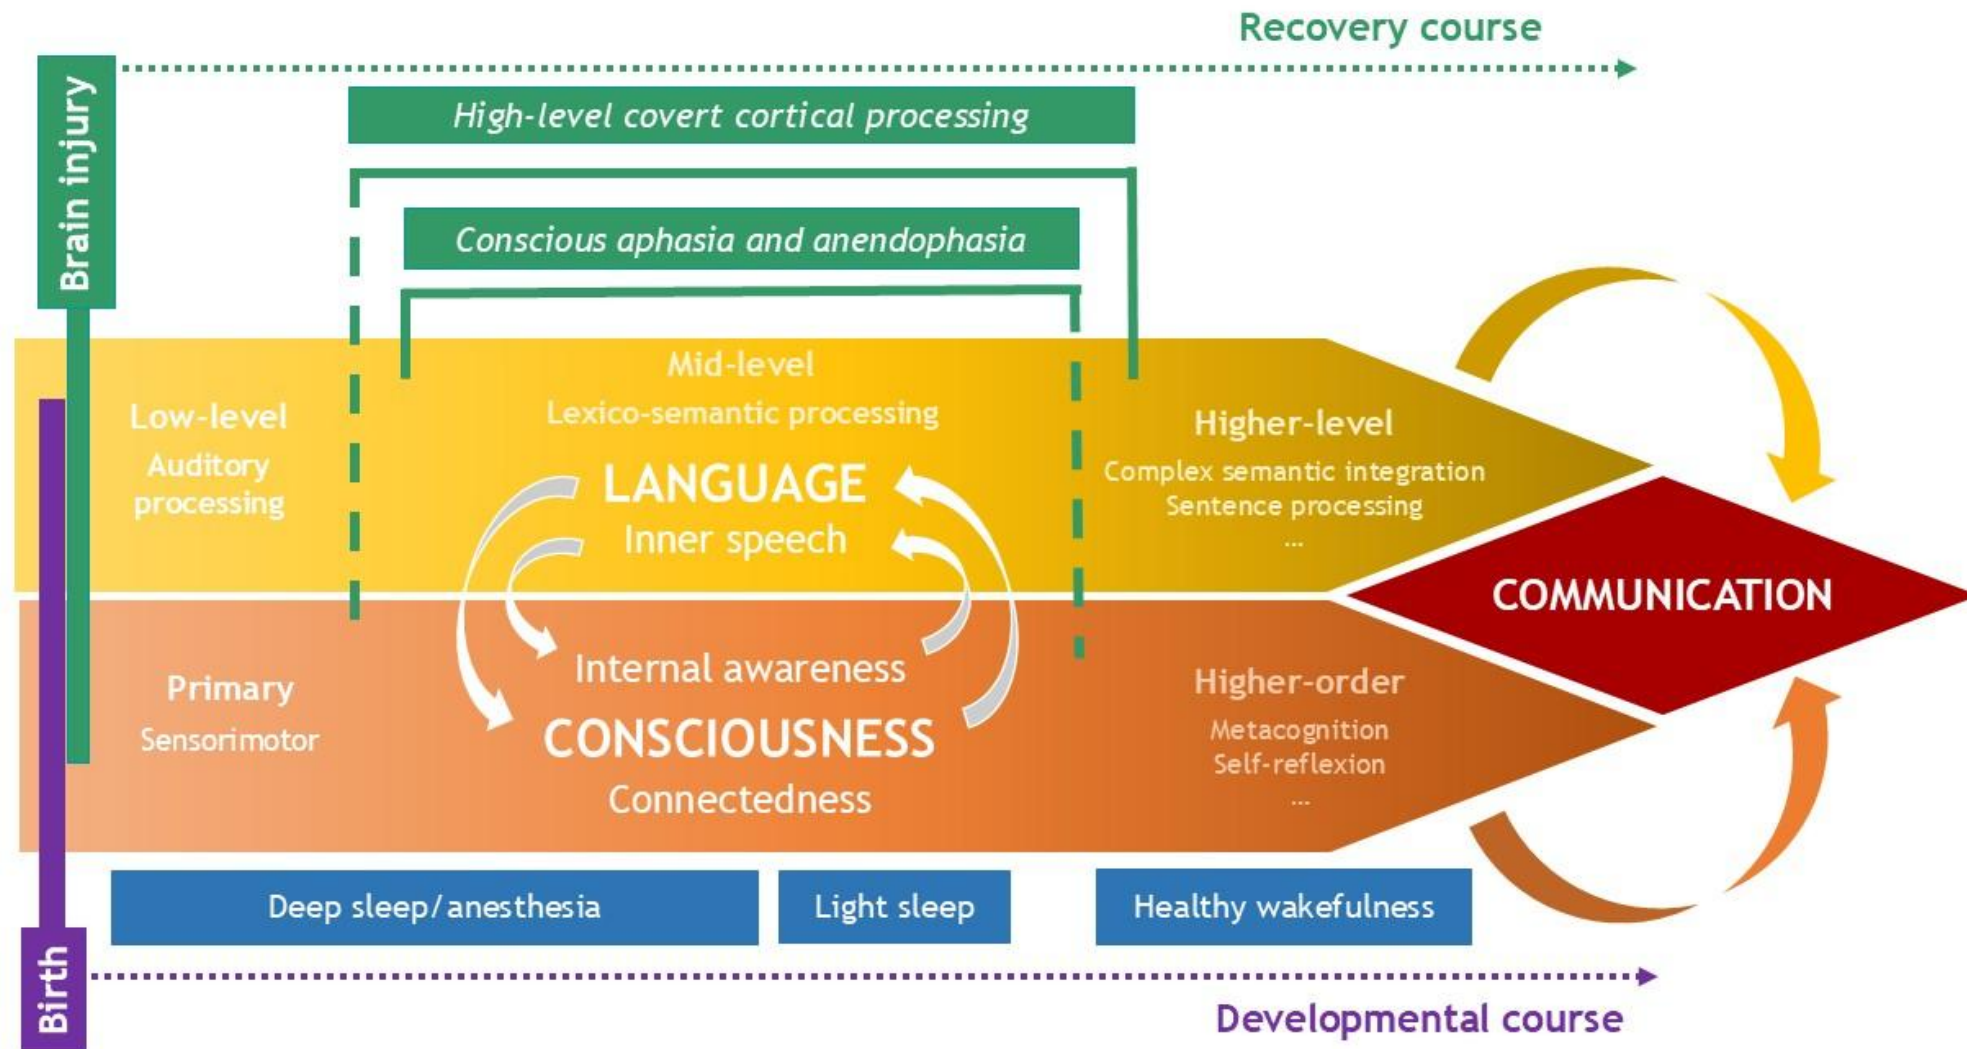 Recovery course
Brain injury
High-level covert cortical processing
Conscious aphasia and anendophasia
Low-level
Auditory
processing
Mid-level
Lexico-semantic processing
LANGUAGE
Inner speech
Higher-level
Complex semantic integration
Sentence processing
...
COMMUNICATION
Primary
Sensorimotor
Internal awareness
CONSCIOUSNESS
Connectedness
Higher-order
Metacognition
Self-reflexion
...
Deep sleep/anesthesia
Light sleep
Healthy wakefulness
Birth
Developmental course